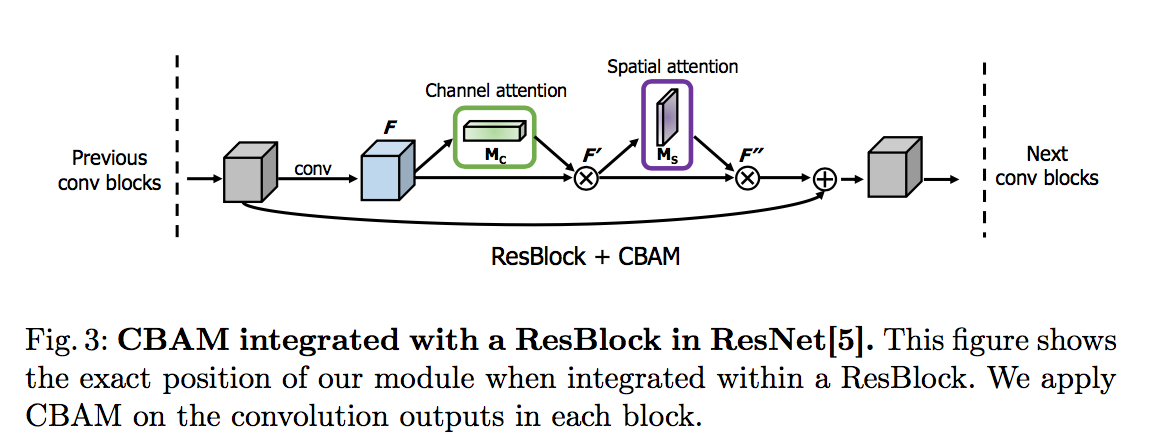 Spatial attention
Channel attention
F
Mc
F′
Ms
F″
Previous
conv blocks
conv
Next
conv blocks
ResBlock + CBAM
Fig. 3: CBAM integrated with a ResBlock in ResNet[5]. This figure shows
the exact position of our module when integrated within a ResBlock. We apply
CBAM on the convolution outputs in each block.